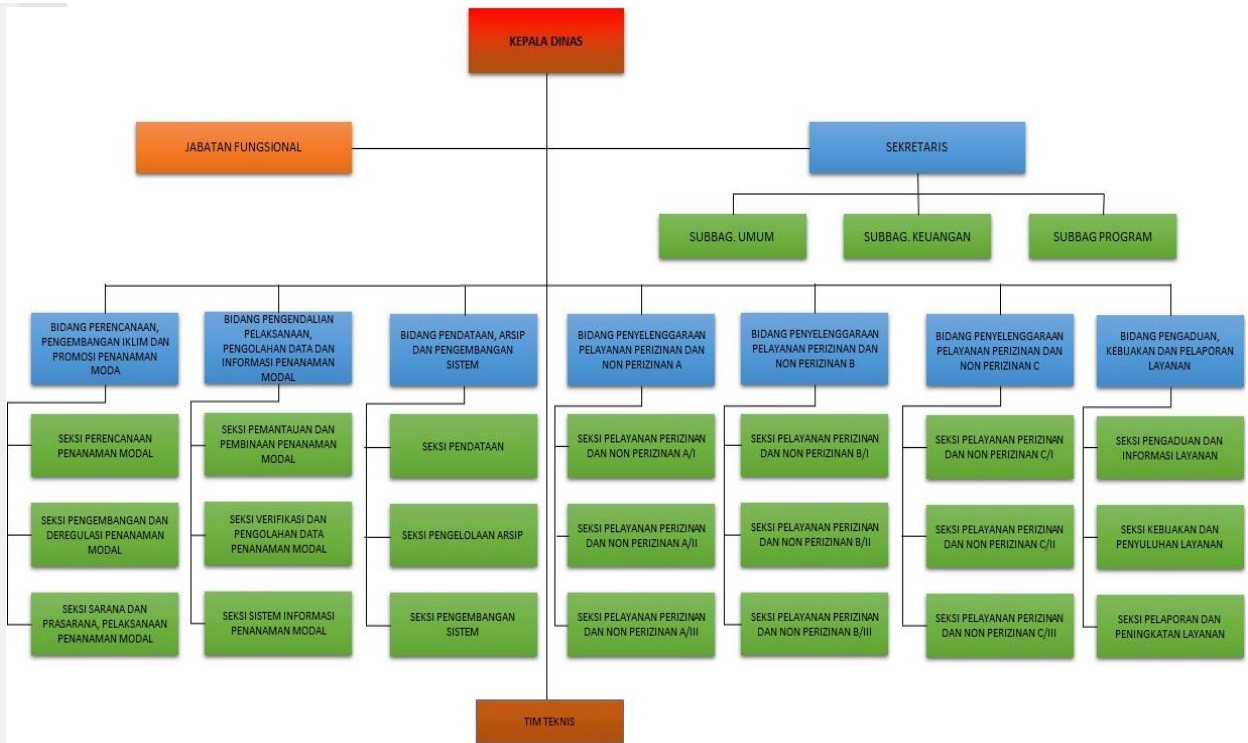 KEPALA DINAS
JABATAN FUNGSIONAL
SEKRETARIS
SUBBAG. UMUM
SUBBAG. KEUANGAN
SUBBAG PROGRAM
BIDANG PERENCANAAN,
PENGEMBANGAN IKLIM DAN
PROMOSI PENANAMAN
MODA
BIDANG PENGENDALIAN
PELAKSANAAN,
PENGOLAHAN DATA DAN
INFORMASI PENANAMAN
MODAL
BIDANG PENDATAAN, ARSIP
DAN PENGEMBANGAN
SISTEM
BIDANG PENYELENGGARAAN
PELAYANAN PERIZINAN DAN
NON PERIZINAN A
BIDANG PENYELENGGARAAN
PELAYANAN PERIZINAN DAN
NON PERIZINAN B
BIDANG PENYELENGGARAAN
PELAYANAN PERIZINAN DAN
NON PERIZINAN C
BIDANG PENGADUAN,
KEBIJAKAN DAN PELAPORAN
LAYANAN
SEKSI PERENCANAAN
PENANAMAN MODAL
SEKSI PEMANTAUAN DAN
PEMBINAAN PENANAMAN
MODAL
SEKSI PENDATAAN
SEKSI PELAYANAN PERIZINAN
DAN NON PERIZINAN A/I
SEKSI PELAYANAN PERIZINAN
DAN NON PERIZINAN B/I
SEKSI PELAYANAN PERIZINAN
DAN NON PERIZINAN C/I
SEKSI PENGADUAN DAN
INFORMASI LAYANAN
SEKSI PENGEMBANGAN DAN
DEREGULASI PENANAMAN
MODAL
SEKSI VERIFIKASI DAN
PENGOLAHAN DATA
PENANAMAN MODAL
SEKSI PENGELOLAAN ARSIP
SEKSI PELAYANAN PERIZINAN
DAN NON PERIZINAN A/II
SEKSI PELAYANAN PERIZINAN
DAN NON PERIZINAN B/II
SEKSI PELAYANAN PERIZINAN
DAN NON PERIZINAN C/II
SEKSI KEBIJAKAN DAN
PENYULUHAN LAYANAN
SEKSI SARANA DAN
PRASARANA, PELAKSANAAN
PENANAMAN MODAL
SEKSI SISTEM INFORMASI
PENANAMAN MODAL
SEKSI PENGEMBANGAN
SISTEM
SEKSI PELAYANAN PERIZINAN
DAN NON PERIZINAN A/III
SEKSI PELAYANAN PERIZINAN
DAN NON PERIZINAN B/III
SEKSI PELAYANAN PERIZINAN
DAN NON PERIZINAN C/III
SEKSI PELAPORAN DAN
PENINGKATAN LAYANAN
TIM TEKNIS